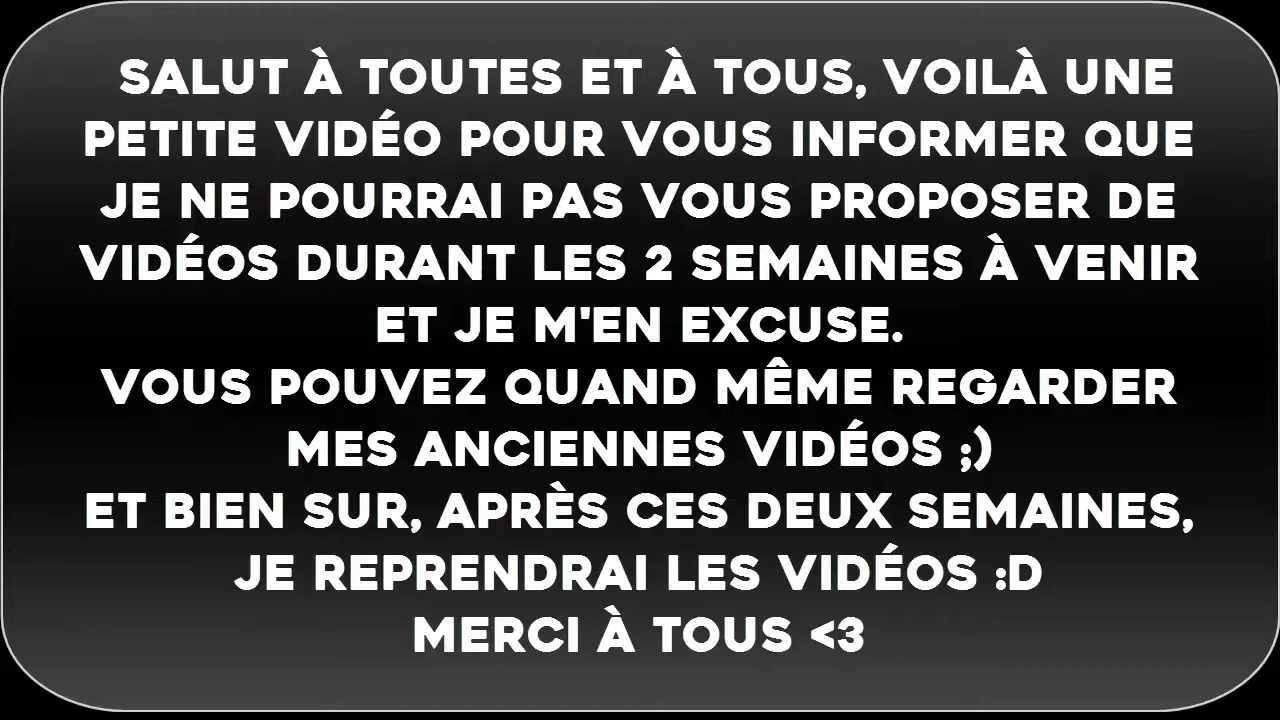 SALUT À TOUTES ET À TOUS, VOILÀ UNE
PETITE VIDÉO POUR VOUS INFORMER QUE
JE NE POURRAI PAS VOUS PROPOSER DE
VIDÉOS DURANT LES 2 SEMAINES À VENIR
ET JE M'EN EXCUSE.
VOUS POUVEZ QUAND MÊME REGARDER
MES ANCIENNES VIDÉOS ;)
ET BIEN SUR, APRÈS CES DEUX SEMAINES,
JE REPRENDRAI LES VIDÉOS :D
MERCI À TOUS <3